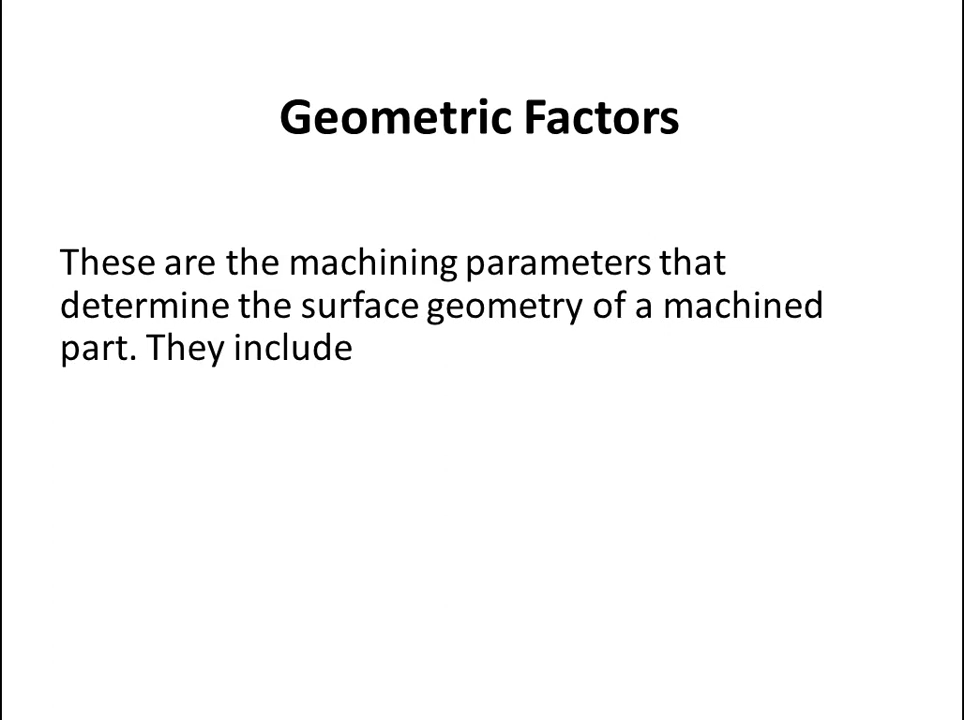 Geometric Factors
These are the machining parameters that
determine the surface geometry of a machined
part. They include